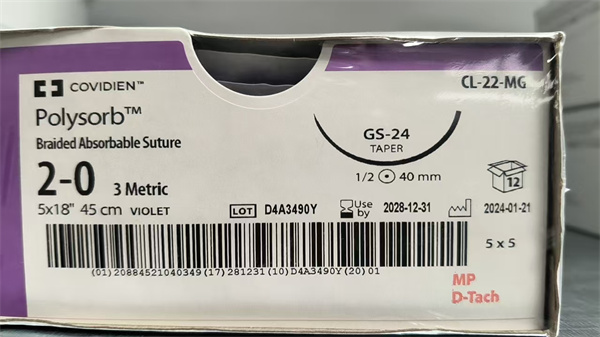 COVIDIEN™
CL-22-MG
Polysorb™
Braided Absorbable Suture
2-0 3 Metric
5x18" 45 cm VIOLET
GS-24
TAPER
1/2 40 mm
12
LOT D4A3490Y
Use by 2028-12-31
2024-01-21
5 x 5
(01)20884521040349(17)281231(10)D4A3490Y(20)01
MP
D-Tach